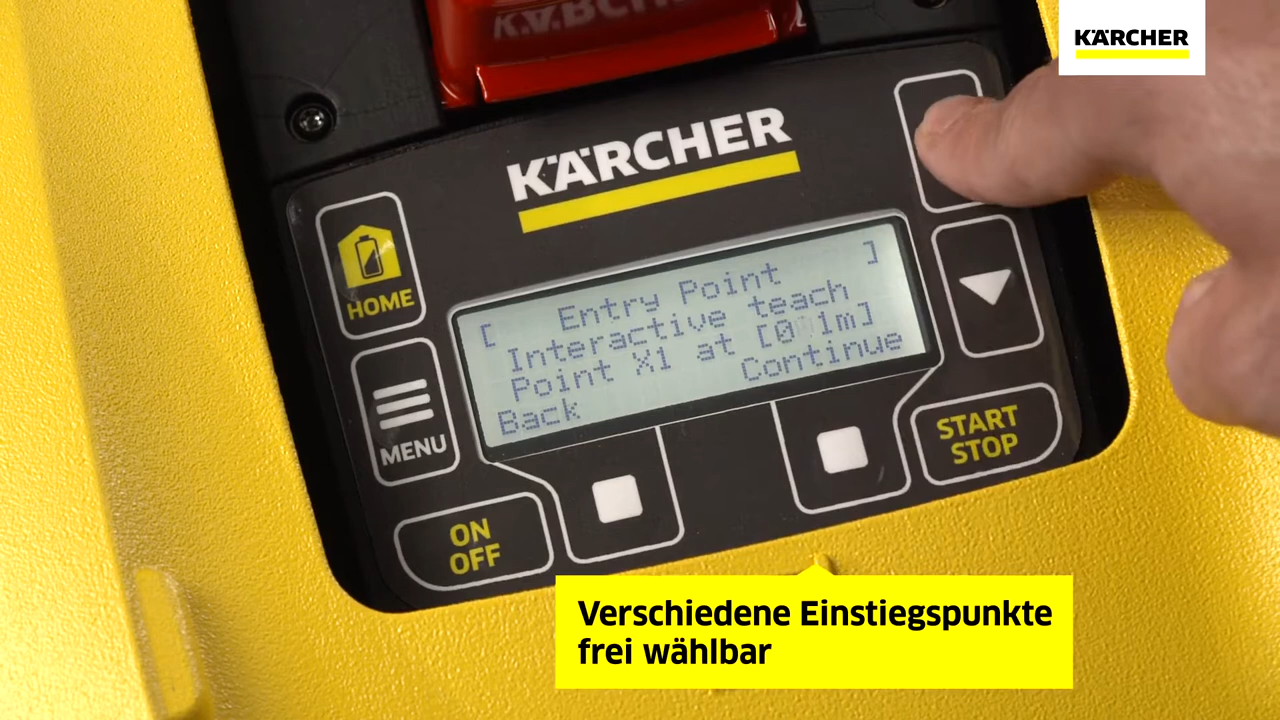 KÄRCHER
KÄRCHER
KÄRCHER
HOME
MENU
ON
OFF
[ Entry Point ]
Interactive teach
Point X1 at [0 1m]
Back Continue
START
STOP
Verschiedene Einstiegspunkte
frei wählbar